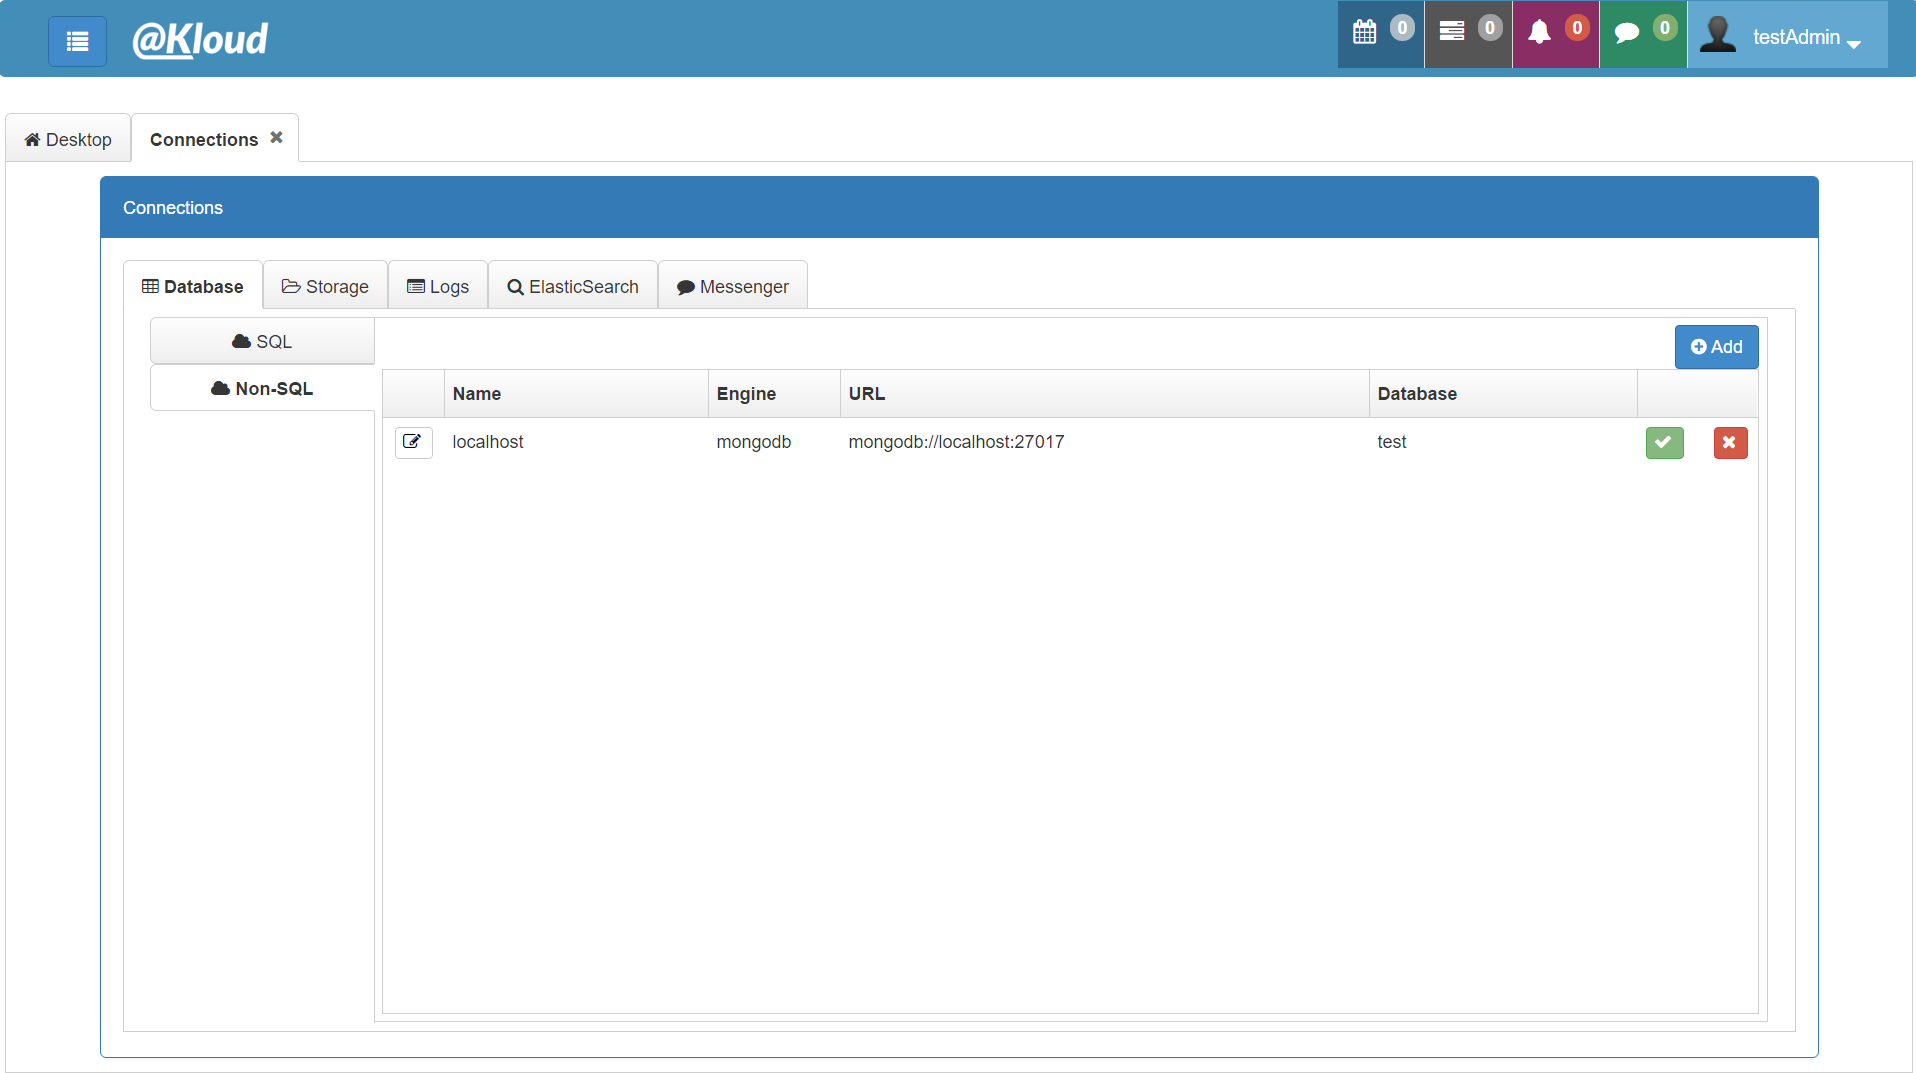 @Kloud 0 0 0 0 testAdmin
Desktop Connections
Connections
Database Storage Logs ElasticSearch Messenger
SQL
Add
Non-SQL
Name Engine URL Database
localhost mongodb mongodb://localhost:27017 test